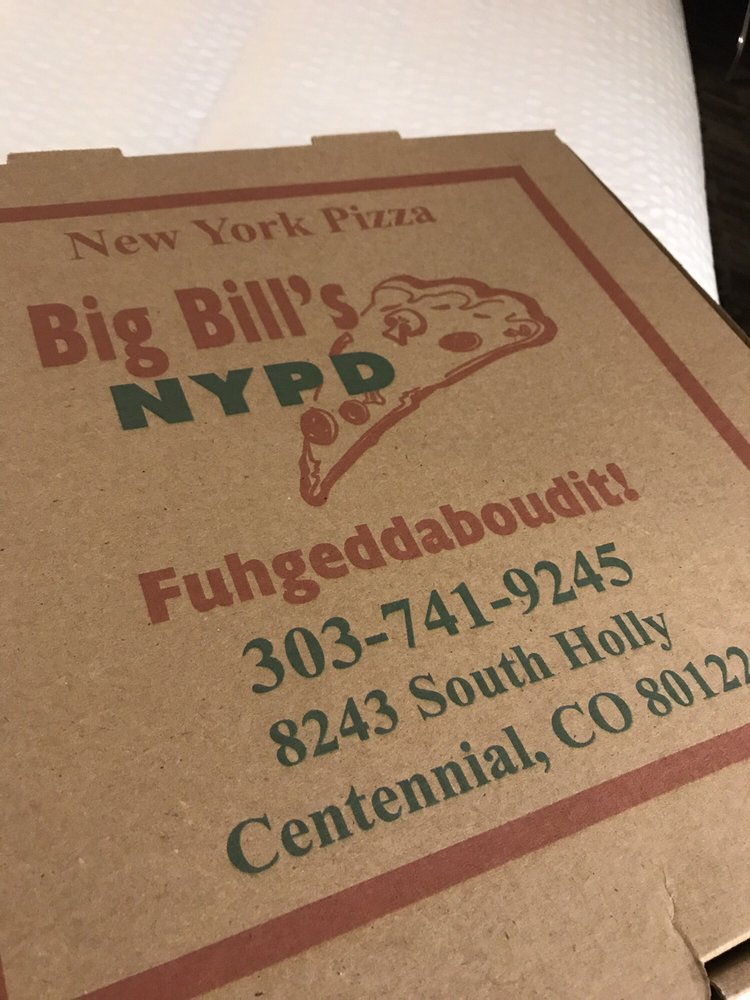 New York Pizza
Big Bill's
NYPD
Fuhgeddaboudit!
303-741-9245
8243 South Holly
Centennial, CO 80122